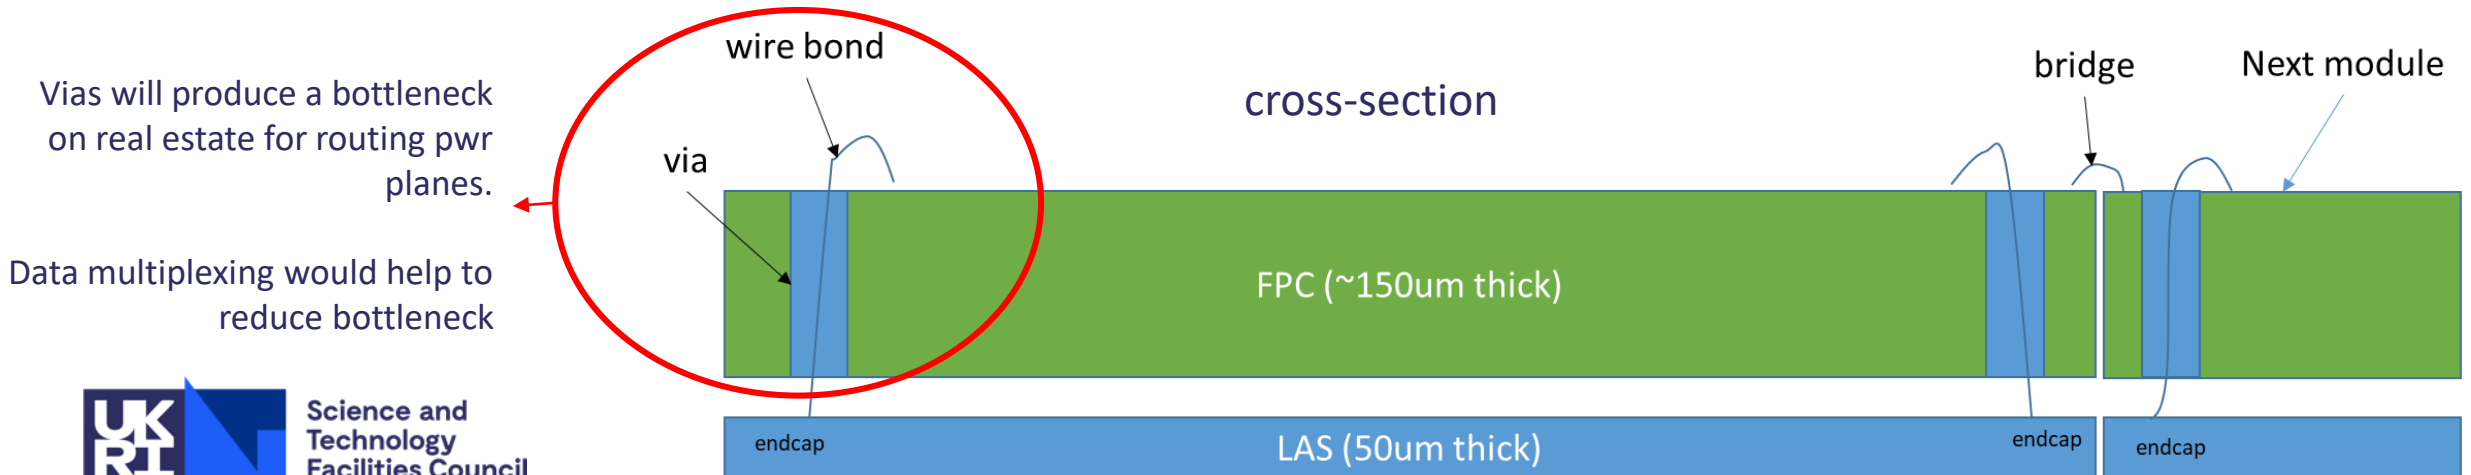 Vias will produce a bottleneck
on real estate for routing pwr
planes.
Data multiplexing would help to
reduce bottleneck
wire bond
via
cross-section
bridge
Next module
FPC (~150um thick)
endcap
LAS (50um thick)
endcap
endcap
UK
RI
Science and
Technology
Facilities Council